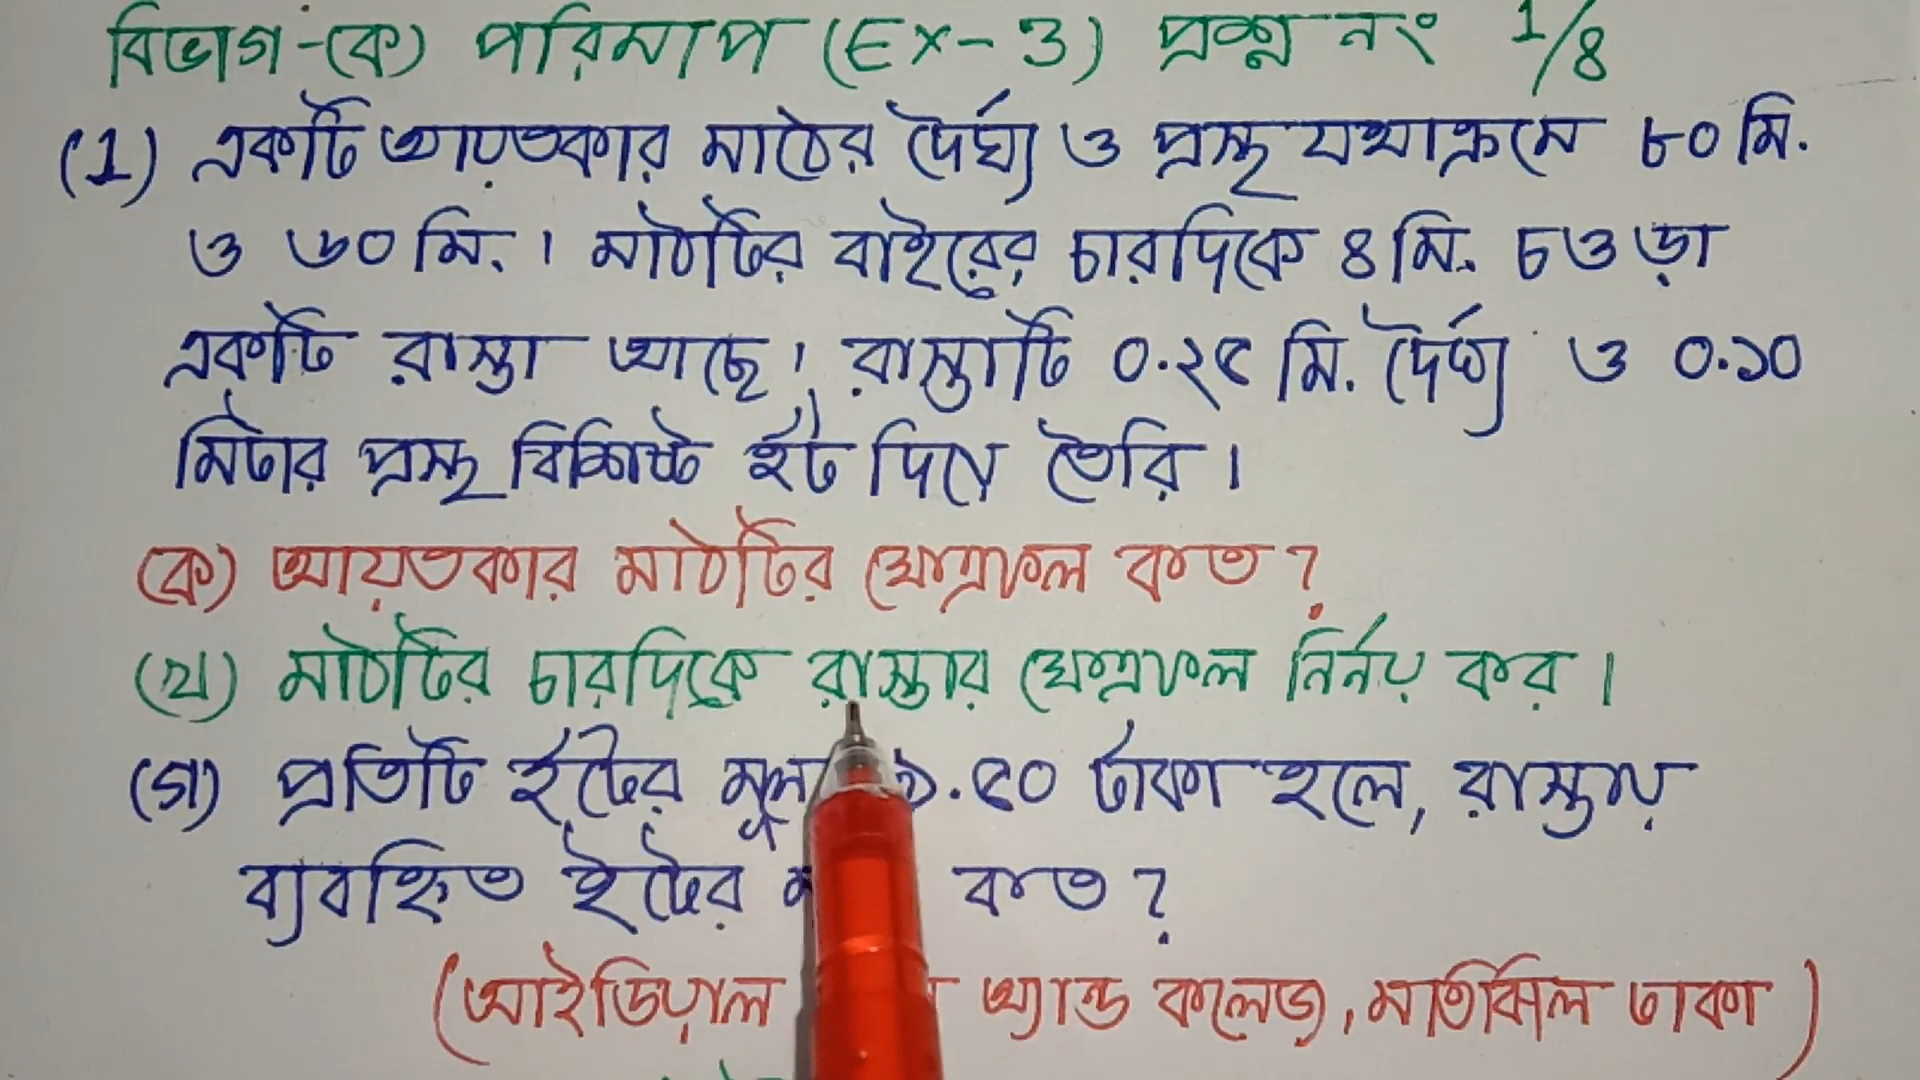 বিভাগ-(ক) পরিমাপ (Ex-3) প্রশ্ন নং 1/8
(1) একটি আয়তকার মাঠের দৈর্ঘ্য ও প্রস্থ যথাক্রমে ৮০ মি.
ও ৬০ মি.। মাঠটির বাইরের চারদিকে ৪ মি. চওড়া
একটি রাস্তা আছে। রাস্তাটি ০.২৫ মি. দৈর্ঘ্য ও ০.১০
মিটার প্রস্থ বিশিষ্ট ইট দিয়ে তৈরি।
(ক) আয়তকার মাঠটির ক্ষেত্রফল কত?
(খ) মাঠটির চারদিকে রাস্তার ক্ষেত্রফল নির্নয় কর।
(গ) প্রতিটি ইটের ৯.৫০ টাকা হলে, রাস্তায়
ব্যবহ্নিত ইটের কত?
(আইডিয়াল অ্যান্ড কলেজ, মতিঝিল ঢাকা)